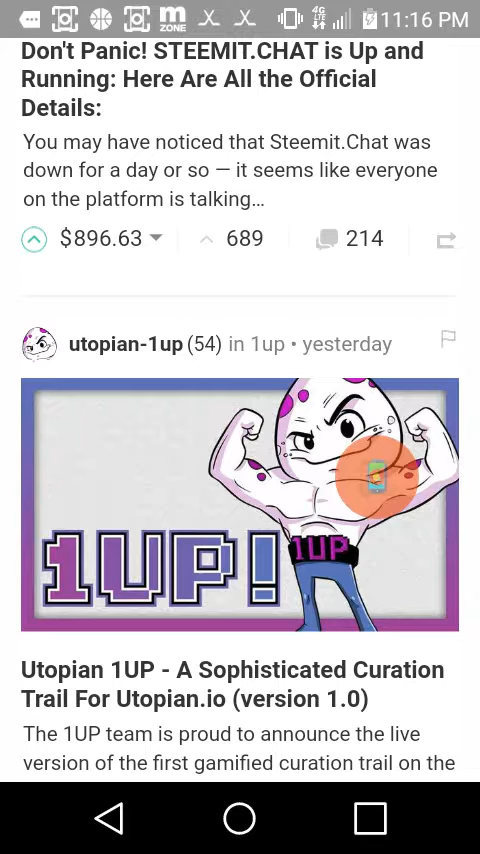 m
ZONE
4G
LTE
11:16 PM
Don't Panic! STEEMIT.CHAT is Up and
Running: Here Are All the Official
Details:
You may have noticed that Steemit.Chat was
down for a day or so — it seems like everyone
on the platform is talking…
$896.63
689
214
utopian-1up (54) in 1up • yesterday
1UP!
1UP
Utopian 1UP - A Sophisticated Curation
Trail For Utopian.io (version 1.0)
The 1UP team is proud to announce the live
version of the first gamified curation trail on the